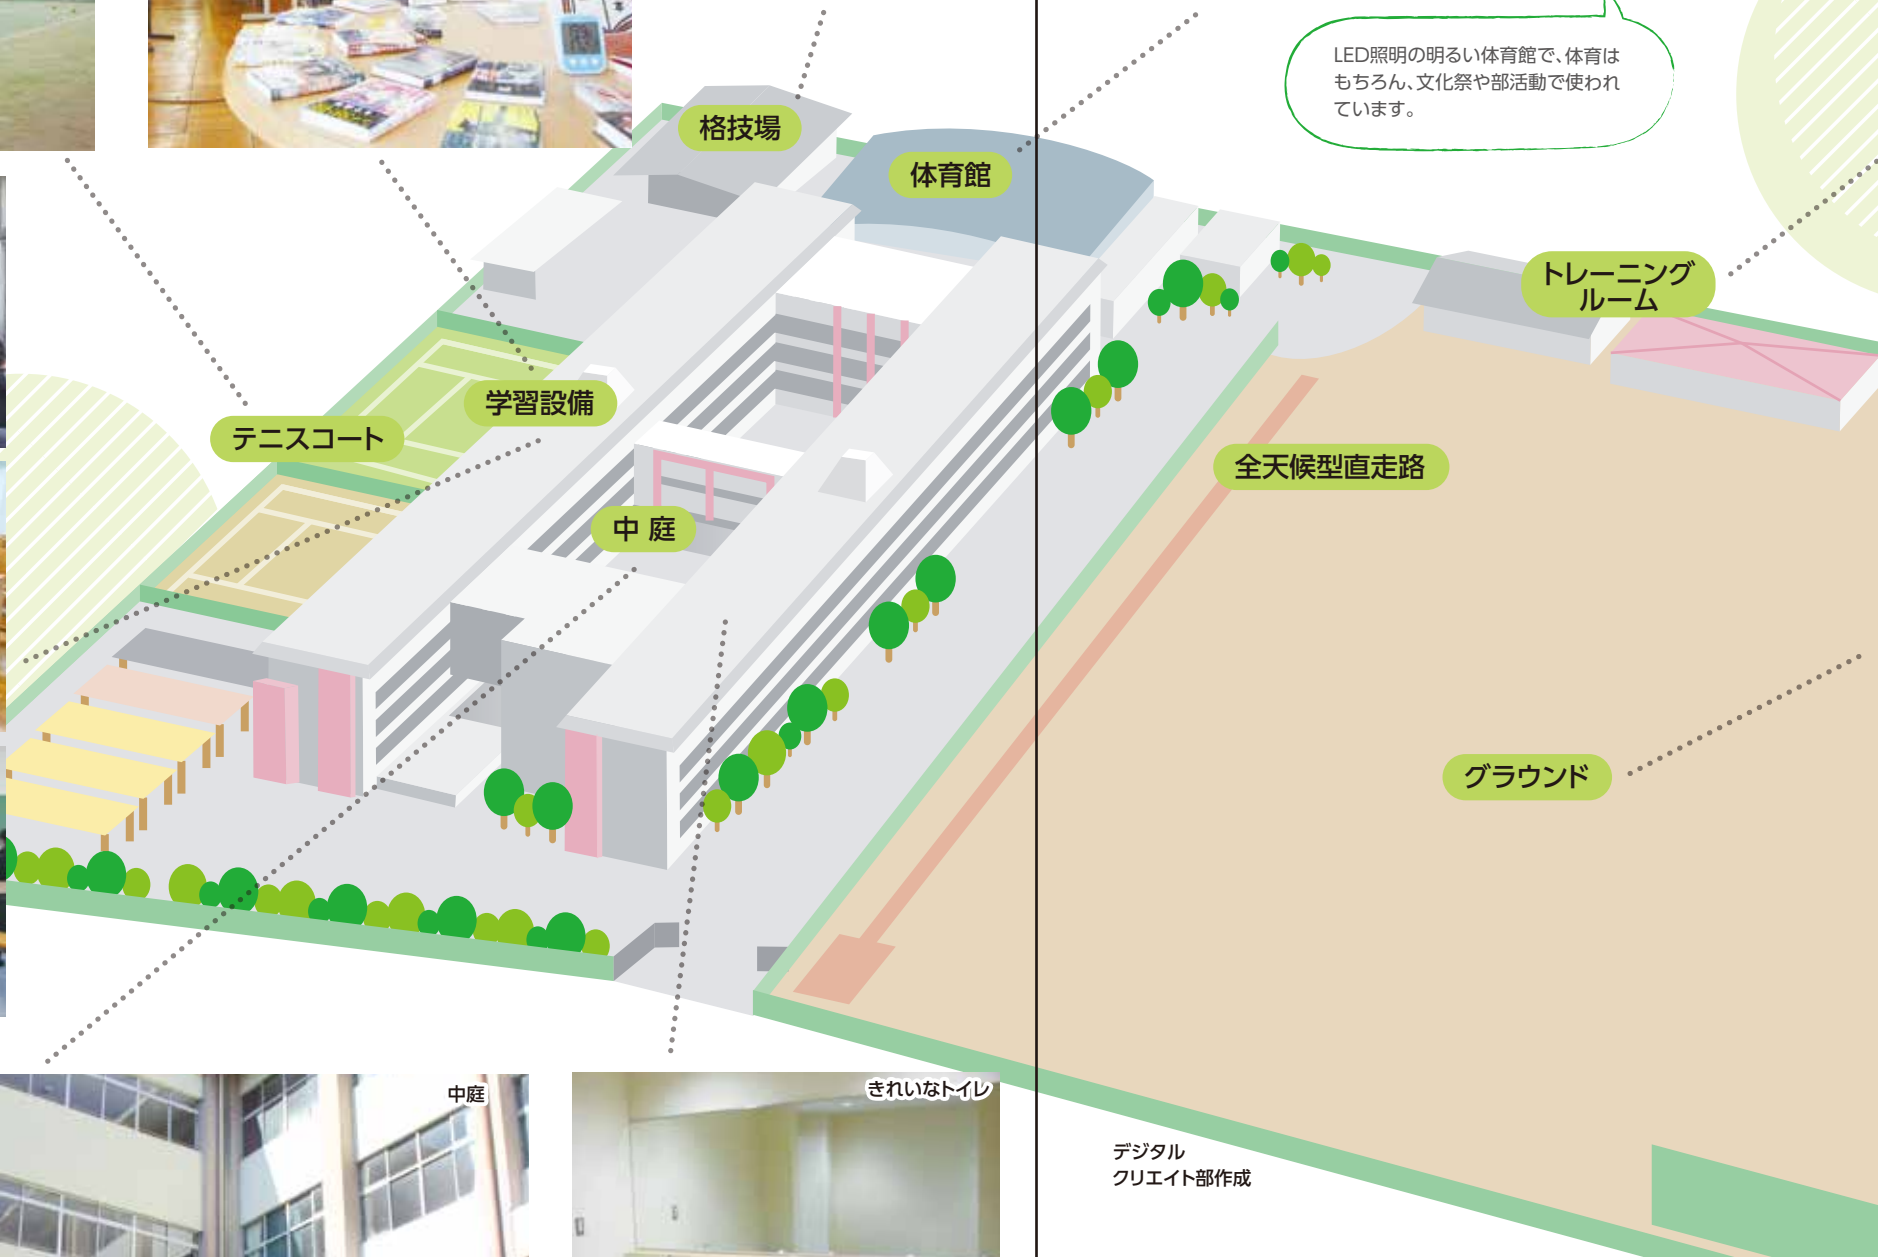 LED照明の明るい体育館で、体育は
もちろん、文化祭や部活動で使われ
ています。
格技場
体育館
トレーニング
ルーム
学習設備
テニスコート
全天候型直走路
中 庭
グラウンド
中庭
きれいなトイレ
デジタル
クリエイト部作成